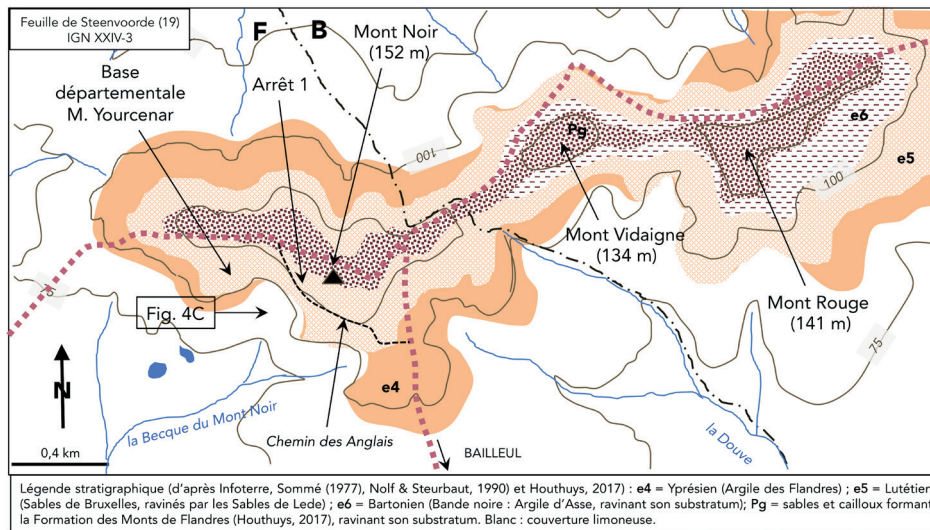 Feuille de Steenvoorde (19)
IGN XXIV-3
F B
Mont Noir
(152 m)
Base
départementale
M. Yourcenar
Arrêt 1
100
Pg
e6
e5
100
Mont Vidaigne
(134 m)
Mont Rouge
(141 m)
Fig. 4C
75
N
e4
la Becque du Mont Noir
Chemin des Anglais
la Douve
0,4 km
BAILLEUL
Légende stratigraphique (d'après Infoterre, Sommé (1977), Nolf & Steurbaut, 1990) et Houthuys, 2017) : e4 = Yprésien (Argile des Flandres) ; e5 = Lutétien
(Sables de Bruxelles, ravinés par les Sables de Lede) ; e6 = Bartonien (Bande noire : Argile d'Asse, ravinant son substratum) ; Pg = sables et cailloux formant
la Formation des Monts de Flandres (Houthuys, 2017), ravinant son substratum. Blanc : couverture limoneuse.